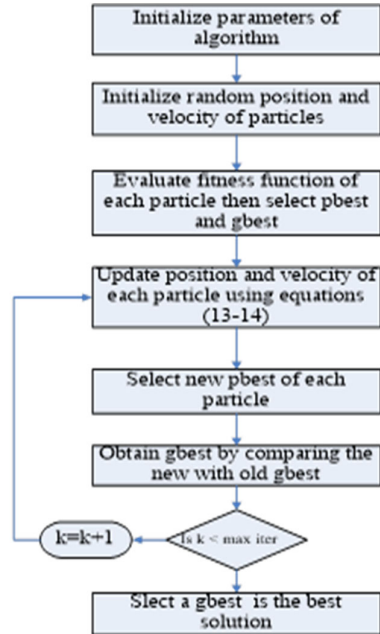 Initialize parameters of
algorithm
Initialize random position and
velocity of particles
Evaluate fitness function of
each particle then select pbest
and gbest
Update position and velocity of
each particle using equations
(13-14)
Select new pbest of each
particle
Obtain gbest by comparing the
new with old gbest
k=k+1
Is k < max iter
Slect a gbest is the best
solution